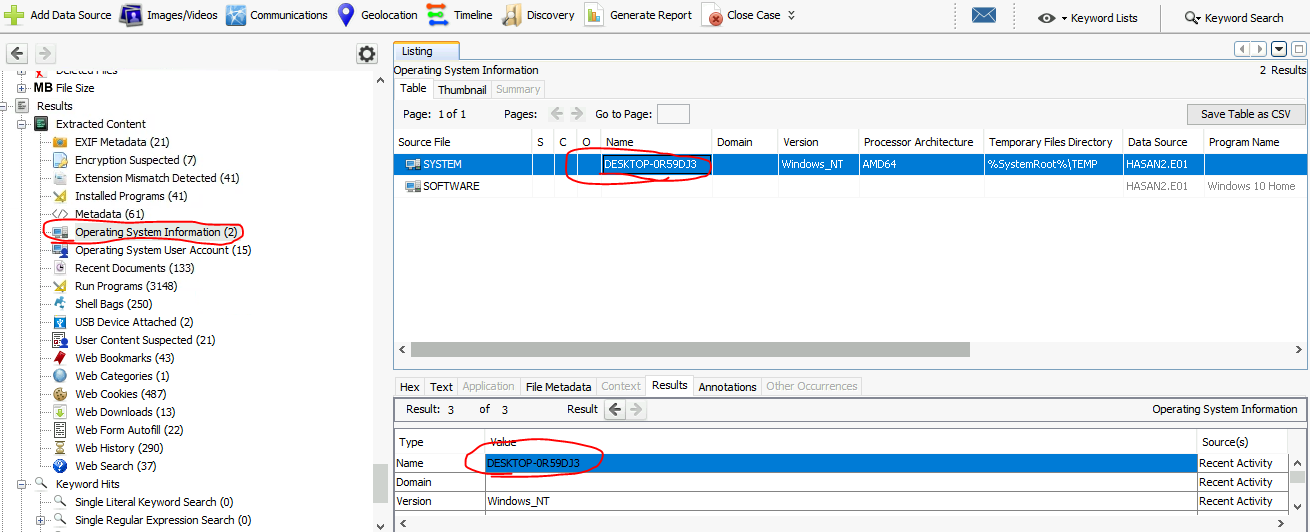 Add Data Source Images/Videos Communications Geolocation Timeline Discovery Generate Report Close Case Keyword Lists Keyword Search
Deleted Files
MB File Size
Results
Extracted Content
EXIF Metadata (21)
Encryption Suspected (7)
Extension Mismatch Detected (41)
Installed Programs (41)
Metadata (61)
Operating System Information (2)
Operating System User Account (15)
Recent Documents (133)
Run Programs (3148)
Shell Bags (250)
USB Device Attached (2)
User Content Suspected (21)
Web Bookmarks (43)
Web Categories (1)
Web Cookies (487)
Web Downloads (13)
Web Form Autofill (22)
Web History (290)
Web Search (37)
Keyword Hits
Single Literal Keyword Search (0)
Single Regular Expression Search (0)
Listing
Operating System Information 2 Results
Table Thumbnail Summary
Page: 1 of 1 Pages: Go to Page: Save Table as CSV
Source File S C O Name Domain Version Processor Architecture Temporary Files Directory Data Source Program Name
SYSTEM DESKTOP-0R59DJ3 Windows_NT AMD64 %SystemRoot%\TEMP HASAN2.E01
SOFTWARE HASAN2.E01 Windows 10 Home
Hex Text Application File Metadata Context Results Annotations Other Occurrences
Result: 3 of 3 Result Operating System Information
Type Value Source(s)
Name DESKTOP-0R59DJ3 Recent Activity
Domain Recent Activity
Version Windows_NT Recent Activity